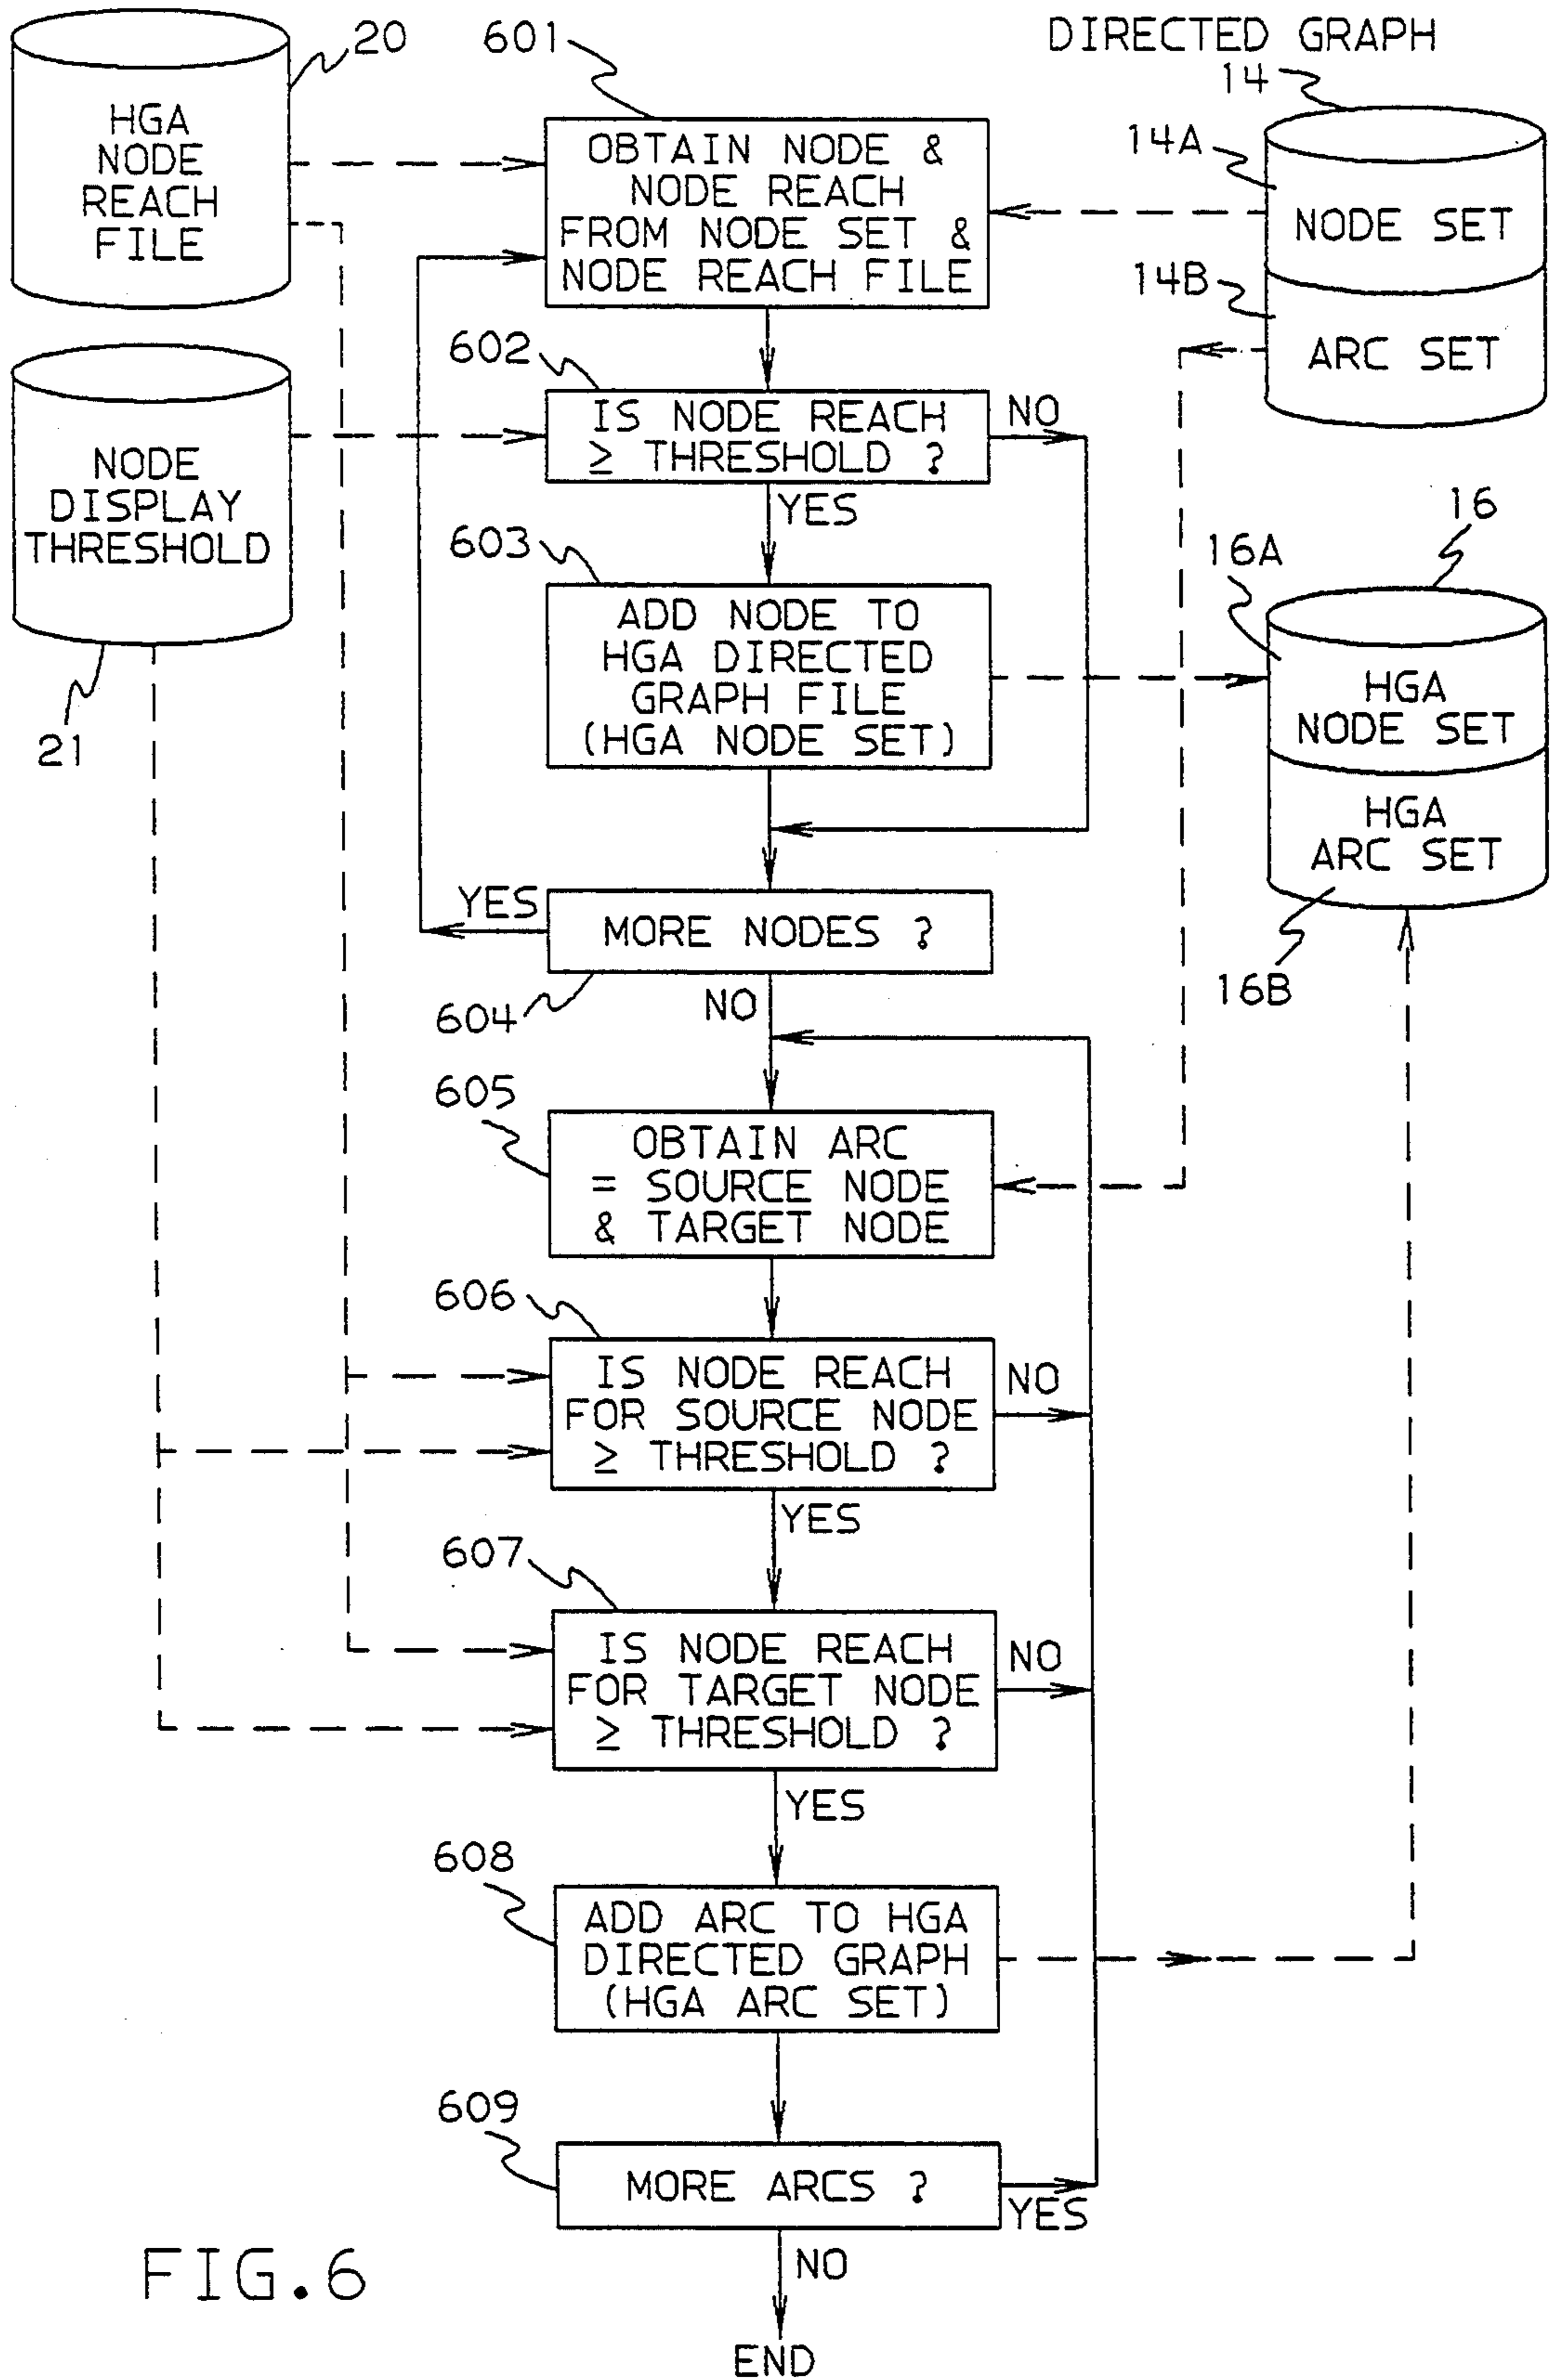 DIRECTED GRAPH
20
601
14
HGA
NODE
REACH
FILE
OBTAIN NODE &
NODE REACH
FROM NODE SET &
NODE REACH FILE
14A
NODE SET
14B
ARC SET
602
IS NODE REACH
≥ THRESHOLD ?
NO
YES
NODE
DISPLAY
THRESHOLD
21
603
ADD NODE TO
HGA DIRECTED
GRAPH FILE
(HGA NODE SET)
16
16A
HGA
NODE SET
HGA
ARC SET
16B
YES
MORE NODES ?
604
NO
605
OBTAIN ARC
= SOURCE NODE
& TARGET NODE
606
IS NODE REACH
FOR SOURCE NODE
≥ THRESHOLD ?
NO
YES
607
IS NODE REACH
FOR TARGET NODE
≥ THRESHOLD ?
NO
YES
608
ADD ARC TO HGA
DIRECTED GRAPH
(HGA ARC SET)
609
MORE ARCS ?
YES
NO
END
FIG.6